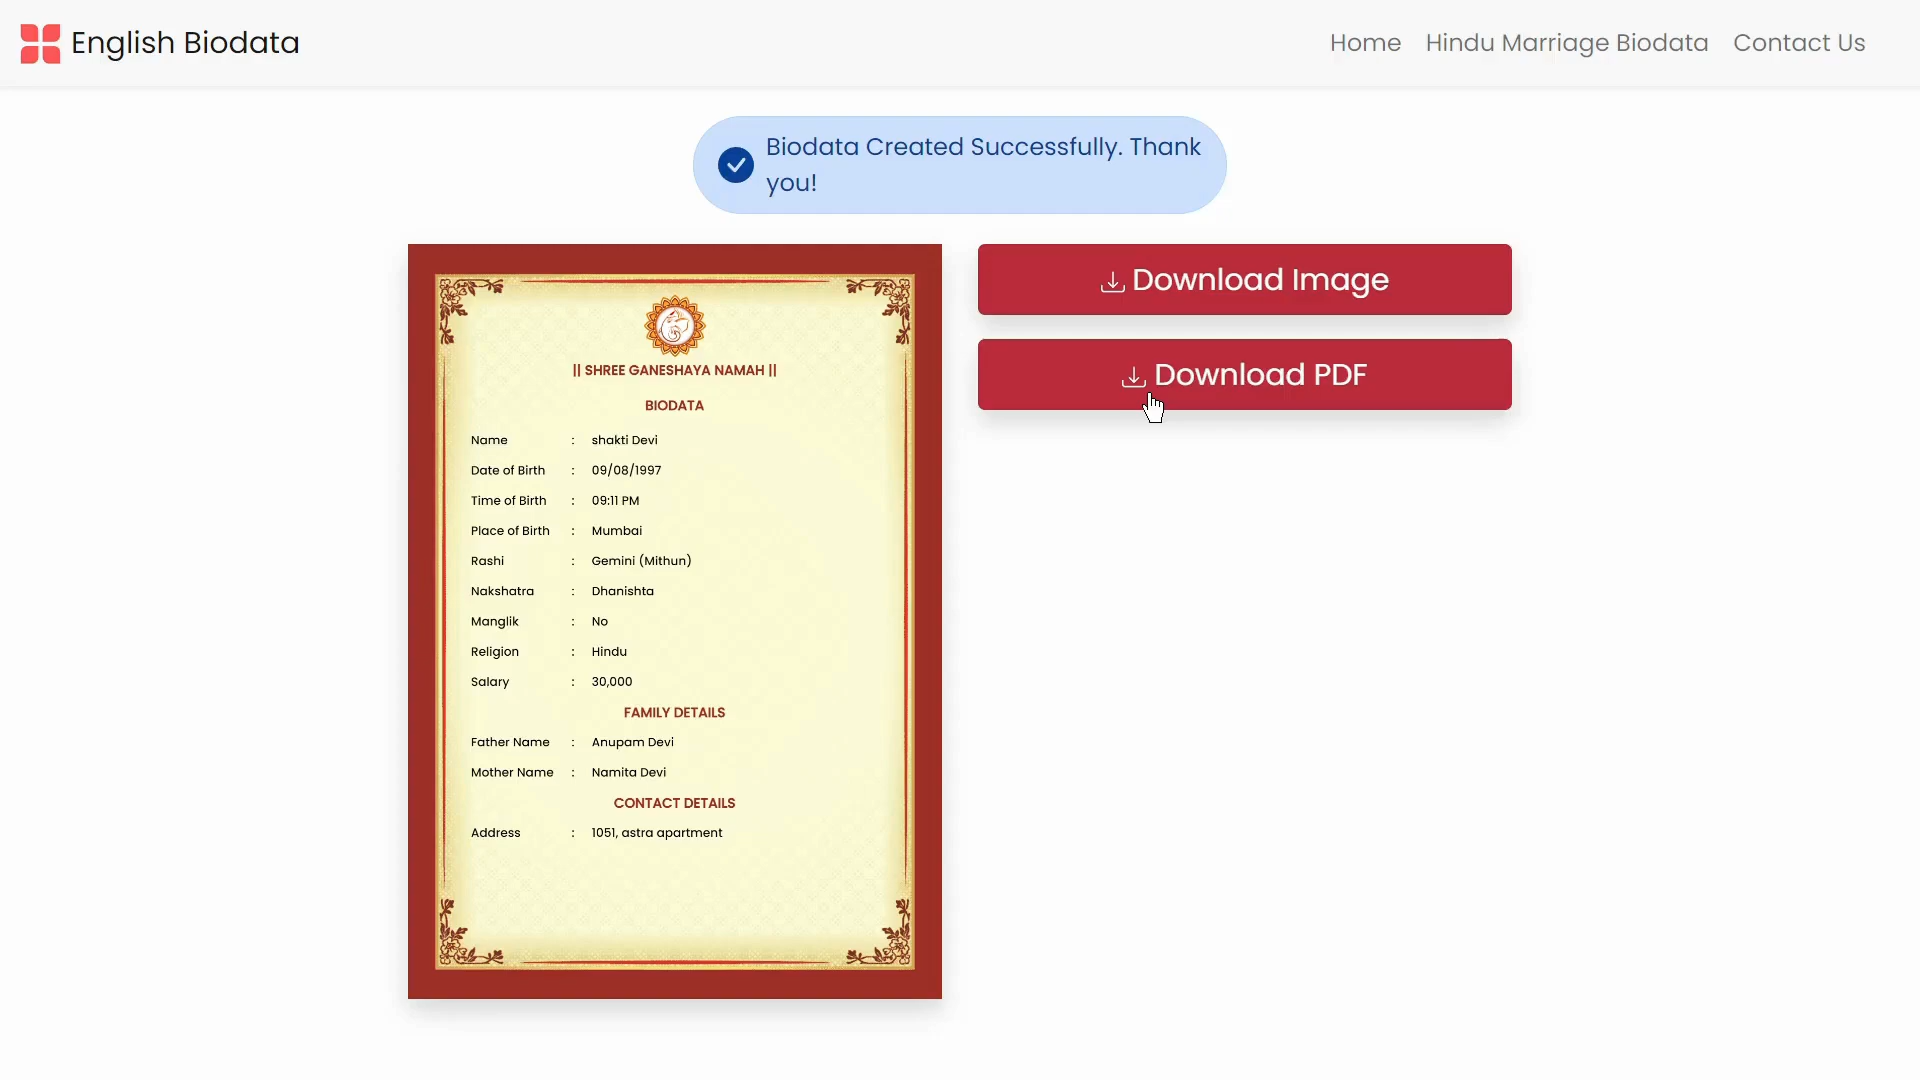 English Biodata
Home Hindu Marriage Biodata Contact Us
Biodata Created Successfully. Thank
you!
|| SHREE GANESHAYA NAMAH ||
BIODATA
Name : shakti Devi
Date of Birth : 09/08/1997
Time of Birth : 09:11 PM
Place of Birth : Mumbai
Rashi : Gemini (Mithun)
Nakshatra : Dhanishta
Manglik : No
Religion : Hindu
Salary : 30,000
FAMILY DETAILS
Father Name : Anupam Devi
Mother Name : Namita Devi
CONTACT DETAILS
Address : 1051, astra apartment
Download Image
Download PDF